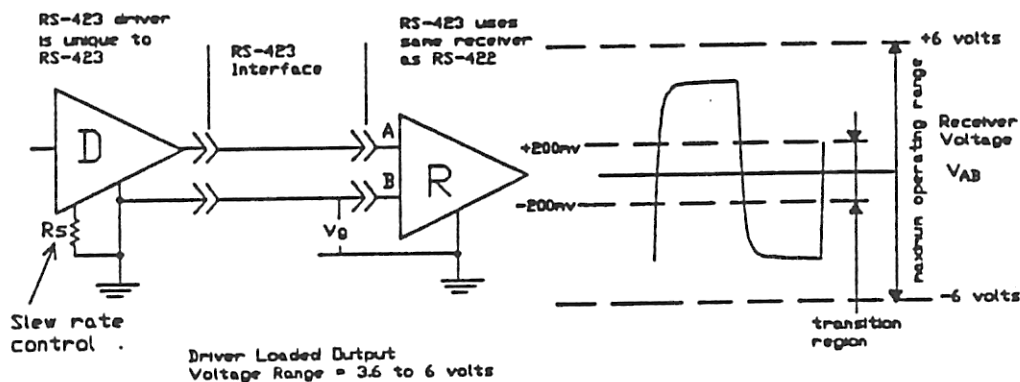 RS-423 driver
is unique to
RS-423
RS-423
Interface
RS-423 uses
same receiver
as RS-422
+6 volts
D
A
B
R
+200mv
-200mv
Receiver
Voltage
VAB
maximum operating range
Rs
Vg
-6 volts
Slew rate
control .
transition
region
Driver Loaded Output
Voltage Range = 3.6 to 6 volts